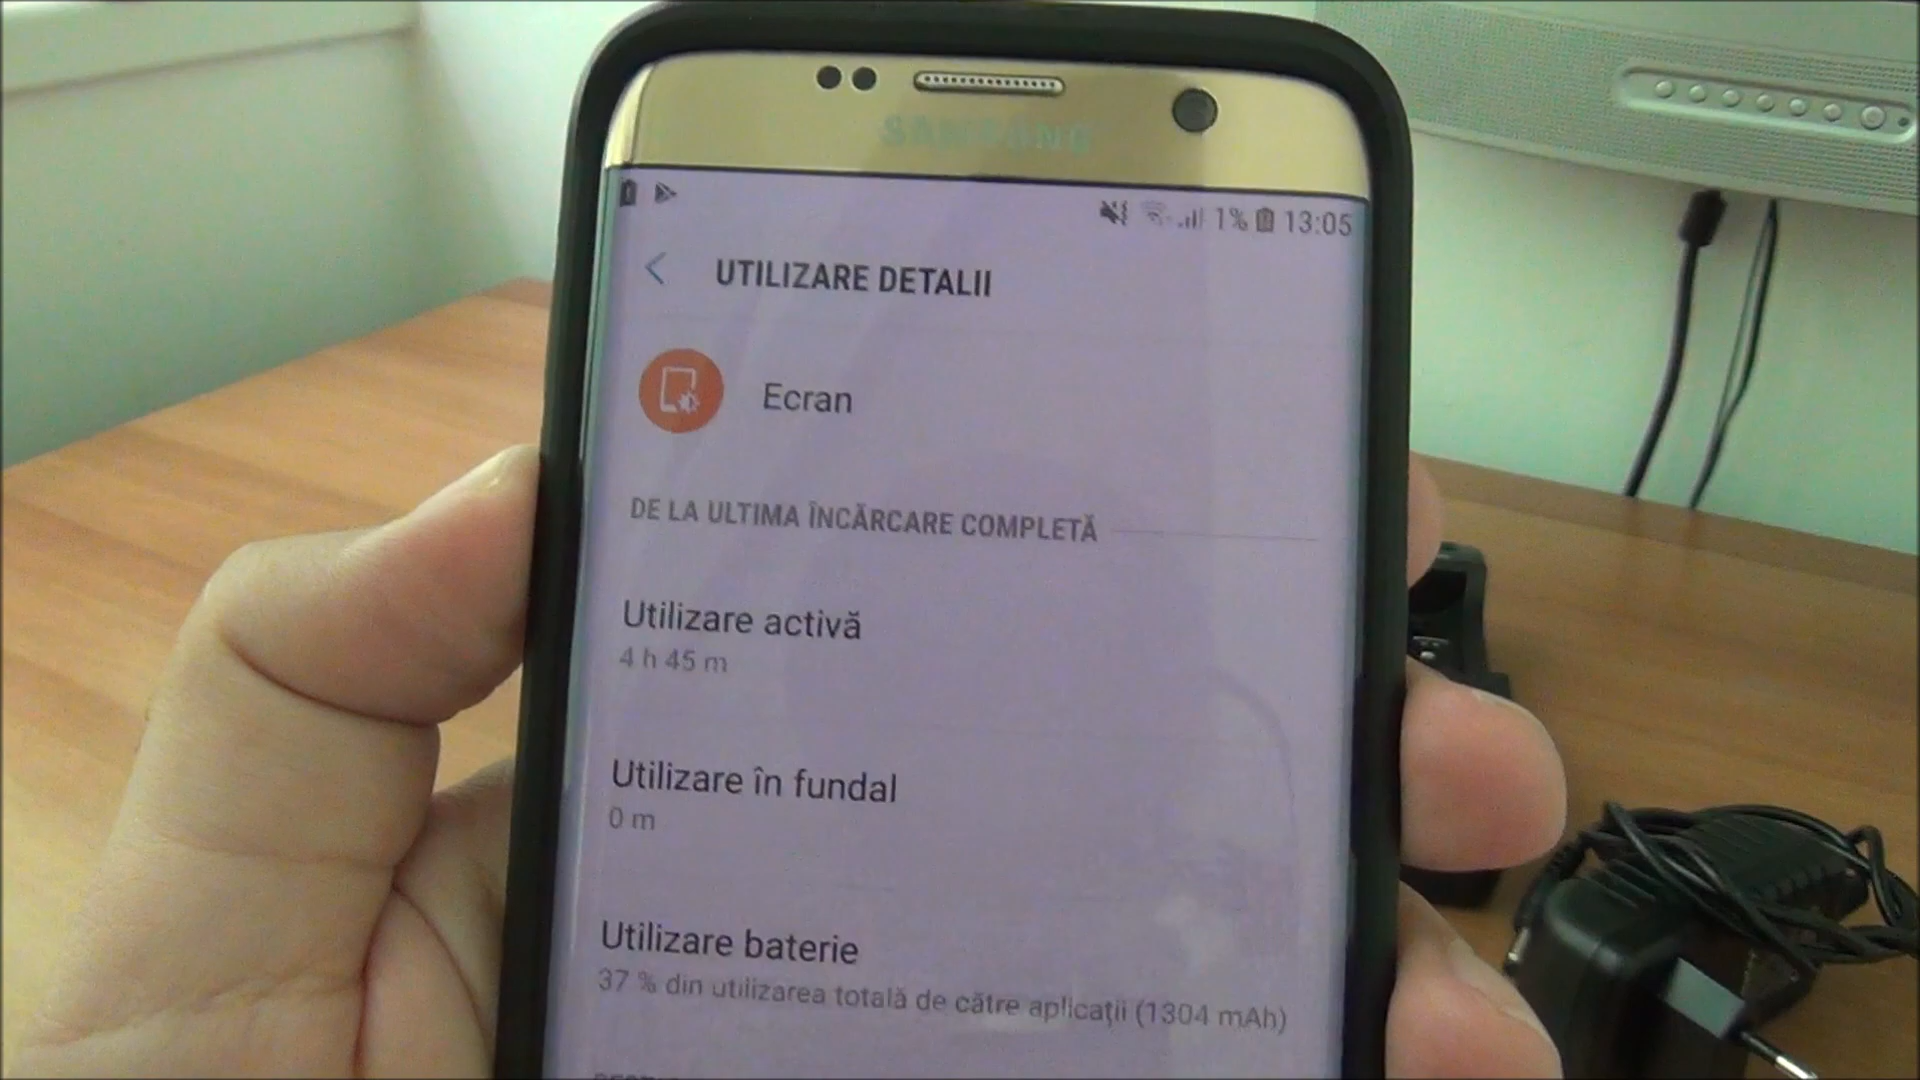 SAMSUNG
1% 13:05
UTILIZARE DETALII
Ecran
DE LA ULTIMA ÎNCĂRCARE COMPLETĂ
Utilizare activă
4 h 45 m
Utilizare în fundal
0 m
Utilizare baterie
37 % din utilizarea totală de către aplicații (1304 mAh)